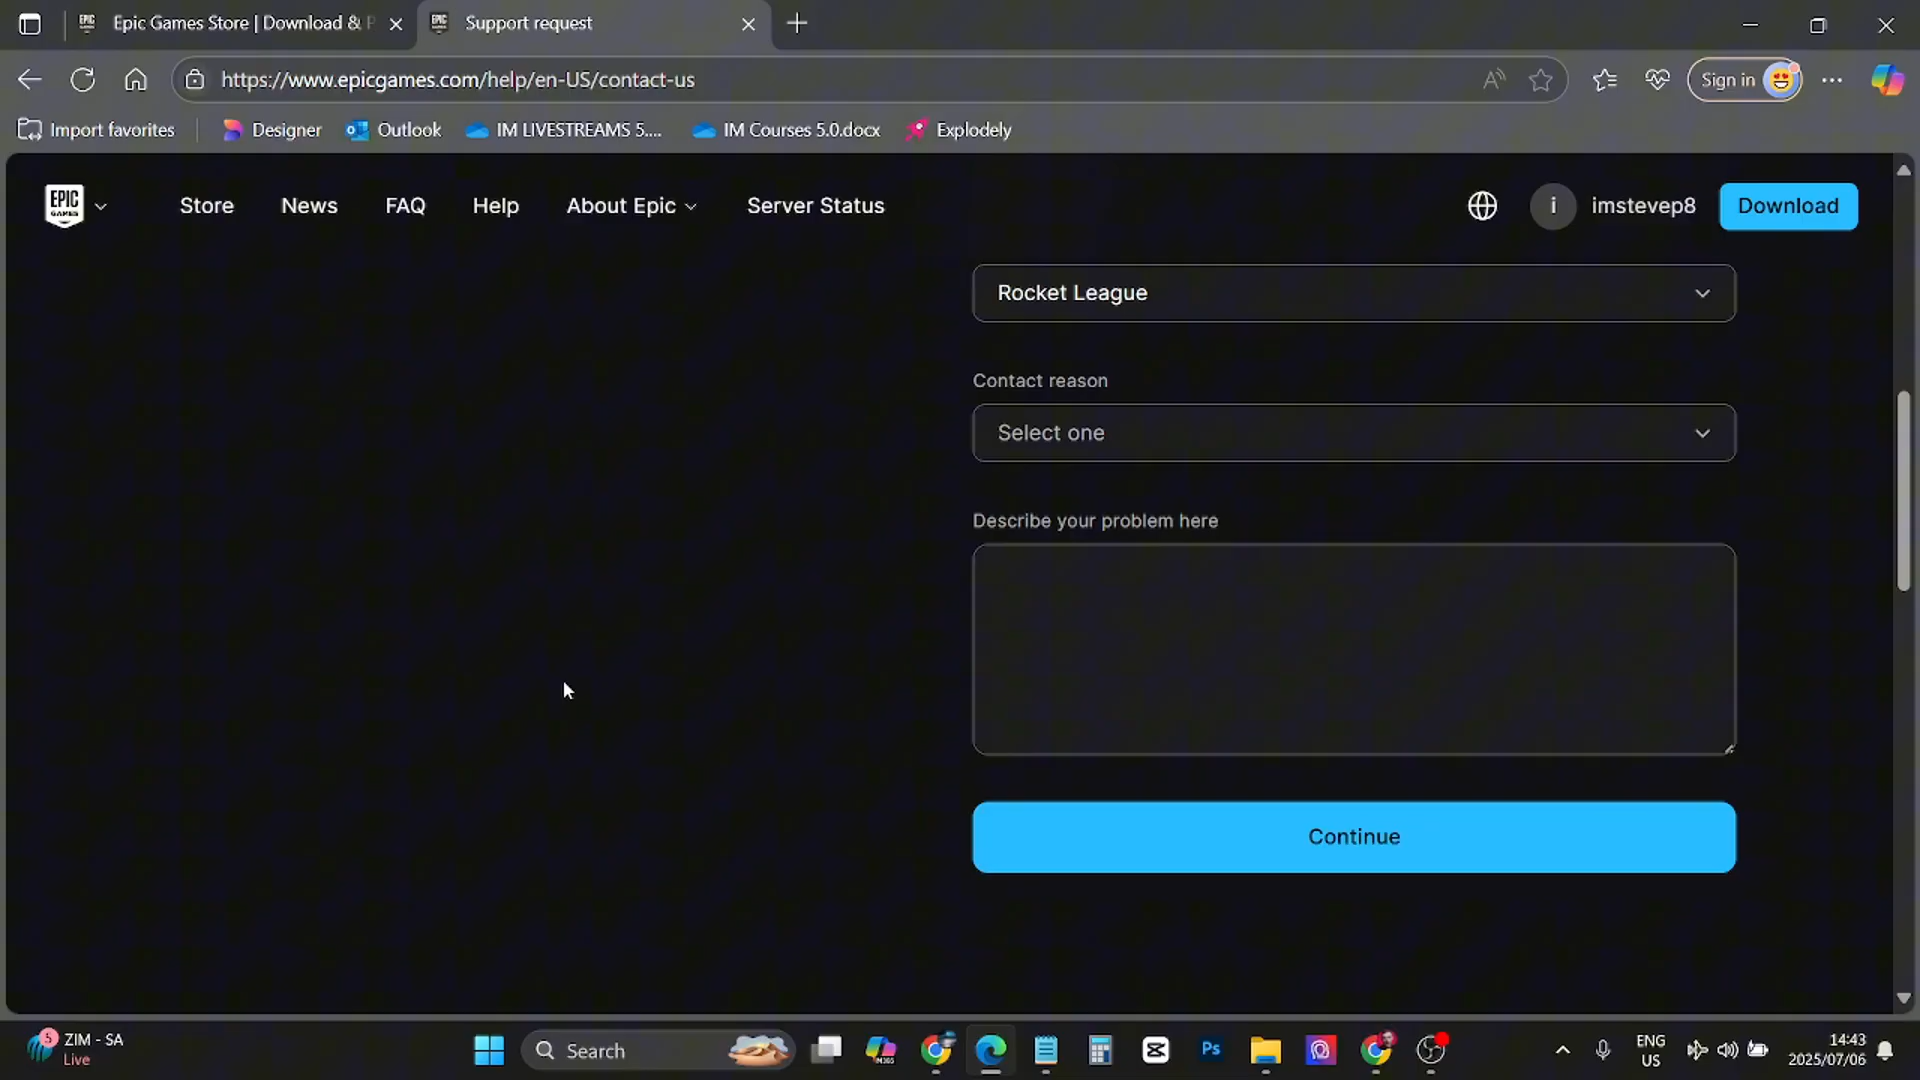 Epic Games Store | Download & P
Support request
https://www.epicgames.com/help/en-US/contact-us
Sign in
Import favorites
Designer
Outlook
IM LIVESTREAMS 5....
IM Courses 5.0.docx
Explodely
EPIC GAMES
Store
News
FAQ
Help
About Epic
Server Status
i
imstevep8
Download
Rocket League
Contact reason
Select one
Describe your problem here
Continue
5
ZIM - SA
Live
Search
M365
Ps
ENG
US
14:43
2025/07/06